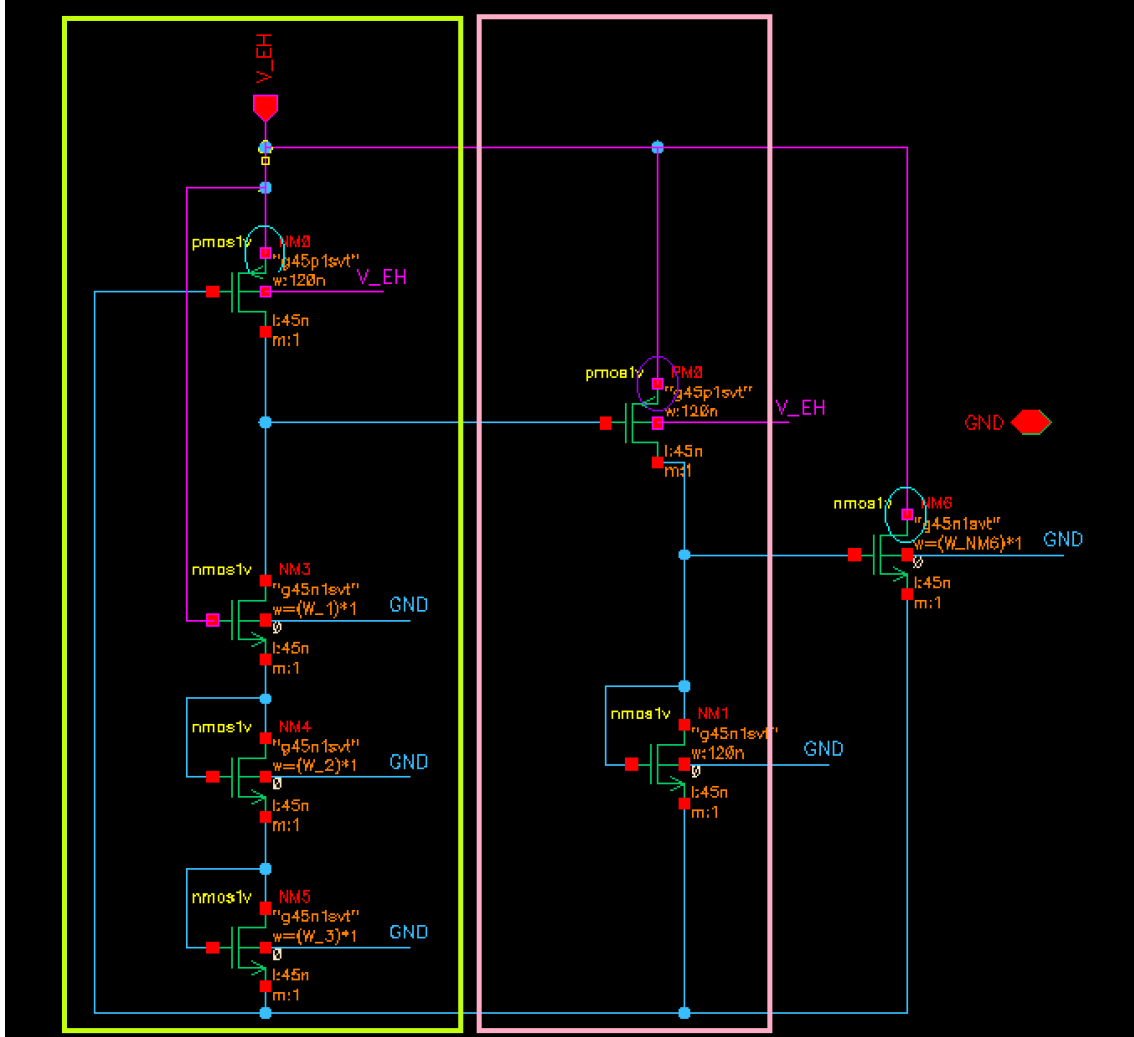 V_EH
pmos1v
NM0
"g45p1svt"
w:120n
V_EH
l:45n
m:1
pmos1v
PM0
"g45p1svt"
w:120n
V_EH
l:45n
m:1
GND
nmos1v
NM6
"g45n1svt"
w=(W_NM6)*1
GND
0
l:45n
m:1
nmos1v
NM3
"g45n1svt"
w=(W_1)*1
GND
0
l:45n
m:1
nmos1v
NM4
"g45n1svt"
w=(W_2)*1
GND
0
l:45n
m:1
nmos1v
NM1
"g45n1svt"
w:120n
GND
0
l:45n
m:1
nmos1v
NM5
"g45n1svt"
w=(W_3)*1
GND
0
l:45n
m:1